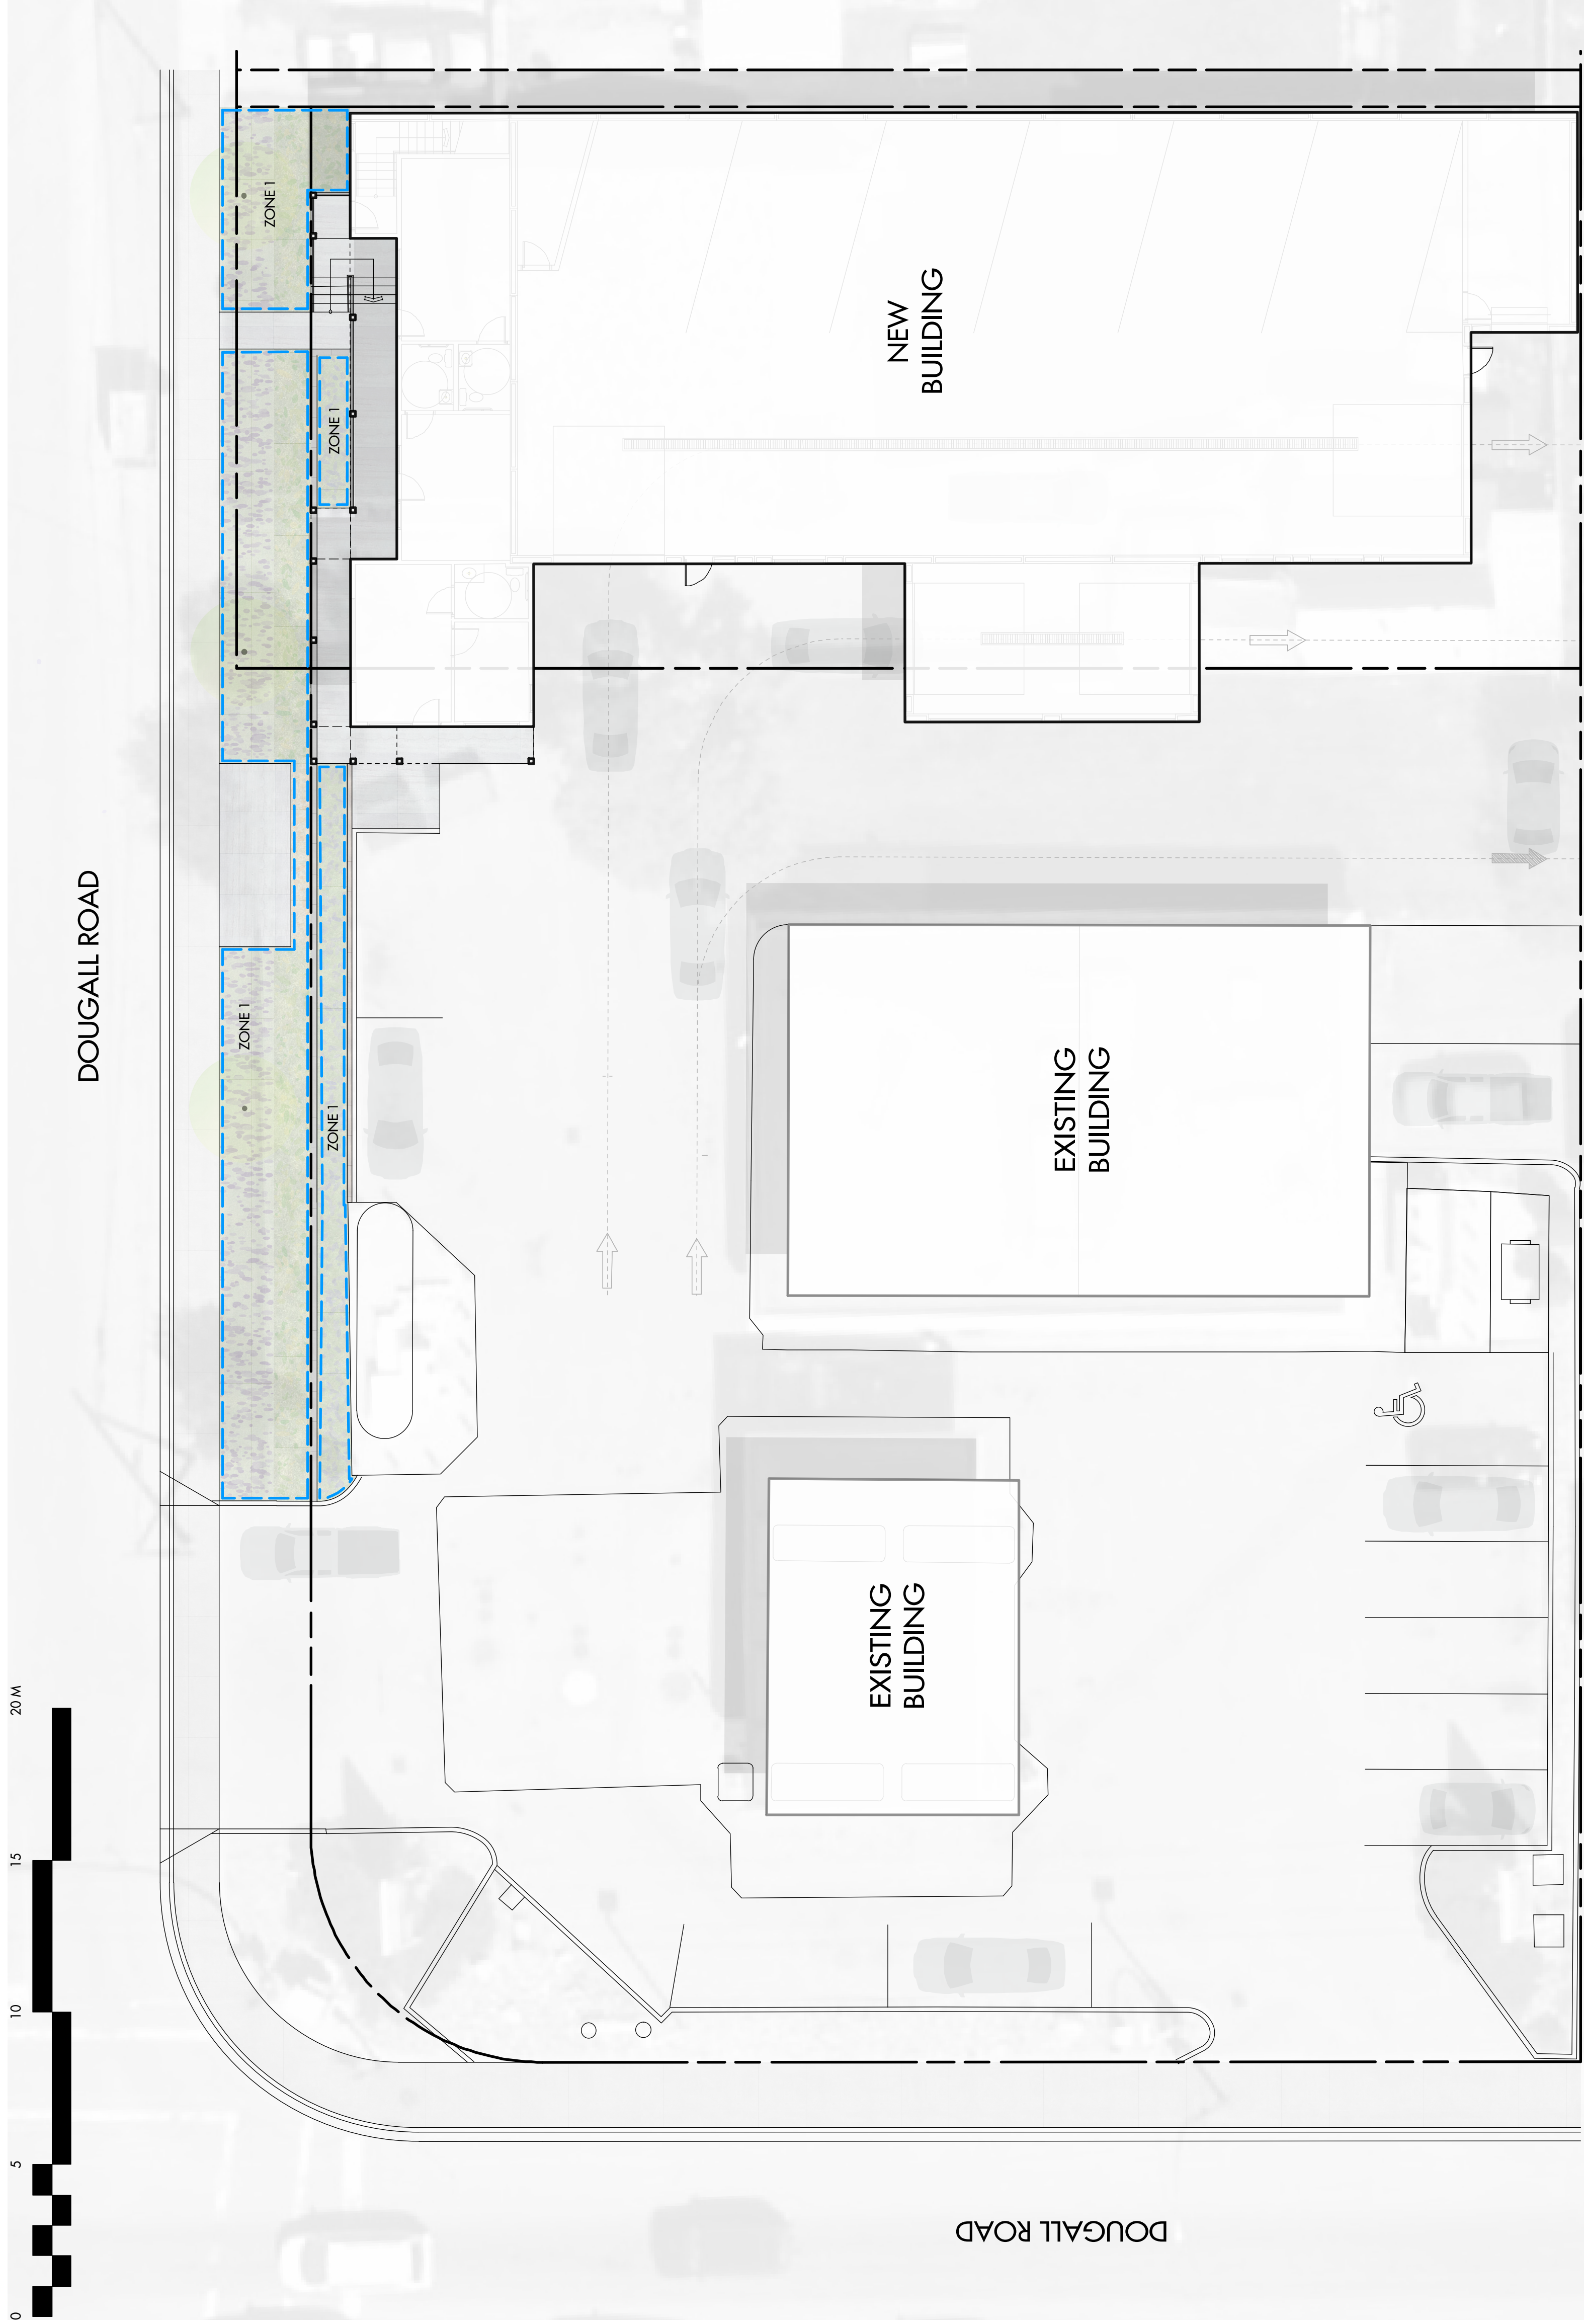 DOUGALL ROAD
ZONE 1
ZONE 1
ZONE 1
ZONE 1
NEW
BUILDING
EXISTING
BUILDING
EXISTING
BUILDING
DOUGALL ROAD
0
5
10
15
20 M